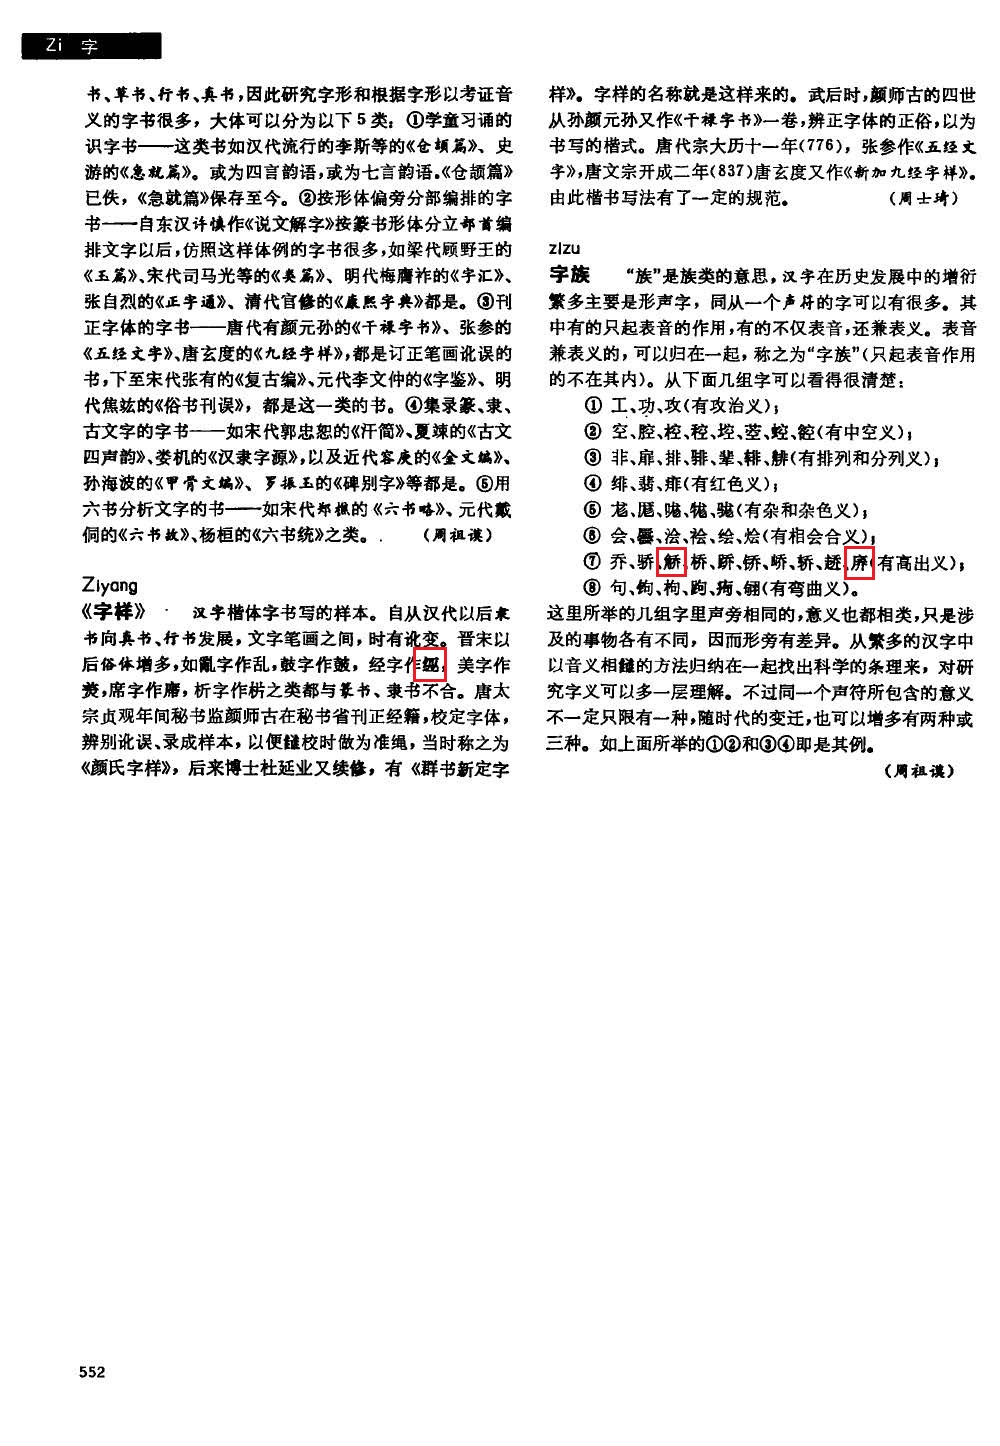 Zi 字
书、草书、行书、真书，因此研究字形和根据字形以考证音
义的字书很多，大体可以分为以下5类：①学童习诵的
识字书——这类书如汉代流行的李斯等的《仓颉篇》、史
游的《急就篇》。或为四言韵语，或为七言韵语。《仓颉篇》
已佚，《急就篇》保存至今。②按形体偏旁分部编排的字
书——自东汉许慎作《说文解字》按篆书形体分立部首编
排文字以后，仿照这样体例的字书很多，如梁代顾野王的
《玉篇》、宋代司马光等的《类篇》、明代梅膺祚的《字汇》、
张自烈的《正字通》、清代官修的《康熙字典》都是。③刊
正字体的字书——唐代有颜元孙的《干禄字书》、张参的
《五经文字》、唐玄度的《九经字样》，都是订正笔画讹误的
书，下至宋代张有的《复古编》、元代李文仲的《字鉴》、明
代焦竑的《俗书刊误》，都是这一类的书。④集录篆、隶、
古文字的字书——如宋代郭忠恕的《汗简》、夏竦的《古文
四声韵》、娄机的《汉隶字源》，以及近代容庚的《金文编》、
孙海波的《甲骨文编》、罗振玉的《碑别字》等都是。⑤用
六书分析文字的书——如宋代郑樵的《六书略》、元代戴
侗的《六书故》、杨桓的《六书统》之类。 （周祖谟）
Ziyang
《字样》 汉字楷体字书写的样本。自从汉代以后隶
书向真书、行书发展，文字笔画之间，时有讹变。晋宋以
后俗体增多，如亂字作乱，鼓字作皷，经字作，美字作
，席字作，析字作枂之类都与篆书、隶书不合。唐太
宗贞观年间秘书监颜师古在秘书省刊正经籍，校定字体，
辨别讹误、录成样本，以便雠校时做为准绳，当时称之为
《颜氏字样》，后来博士杜延业又续修，有《群书新定字
样》。字样的名称就是这样来的。武后时，颜师古的四世
从孙颜元孙又作《干禄字书》一卷，辨正字体的正俗，以为
书写的楷式。唐代宗大历十一年（776），张参作《五经文
字》，唐文宗开成二年（837）唐玄度又作《新加九经字样》。
由此楷书写法有了一定的规范。 （周士琦）
zizu
字族 “族”是族类的意思，汉字在历史发展中的增衍
繁多主要是形声字，同从一个声符的字可以有很多。其
中有的只起表音的作用，有的不仅表音，还兼表义。表音
兼表义的，可以归在一起，称之为“字族”（只起表音作用
的不在其内）。从下面几组字可以看得很清楚：
① 工、功、攻（有攻治义）；
② 空、腔、椌、稆、埪、、、（有中空义）；
③ 非、扉、排、骈、辈、、（有排列和分列义）；
④ 绯、翡、痱（有红色义）；
⑤ 尨、厖、哤、牻、駹（有杂和杂色义）；
⑥ 会、、浍、袷、绘、烩（有相会合义）；
⑦ 乔、骄、、桥、、、峤、轿、趫、（有高出义）；
⑧ 句、钩、枸、跔、痀、翑（有弯曲义）。
这里所举的几组字里声旁相同的，意义也都相类，只是涉
及的事物各有不同，因而形旁有差异。从繁多的汉字中
以音义相雠的方法归纳在一起找出科学的条理来，对研
究字义可以多一层理解。不过同一个声符所包含的意义
不一定只限有一种，随时代的变迁，也可以增多有两种或
三种。如上面所举的①②和③④即是其例。
（周祖谟）
552